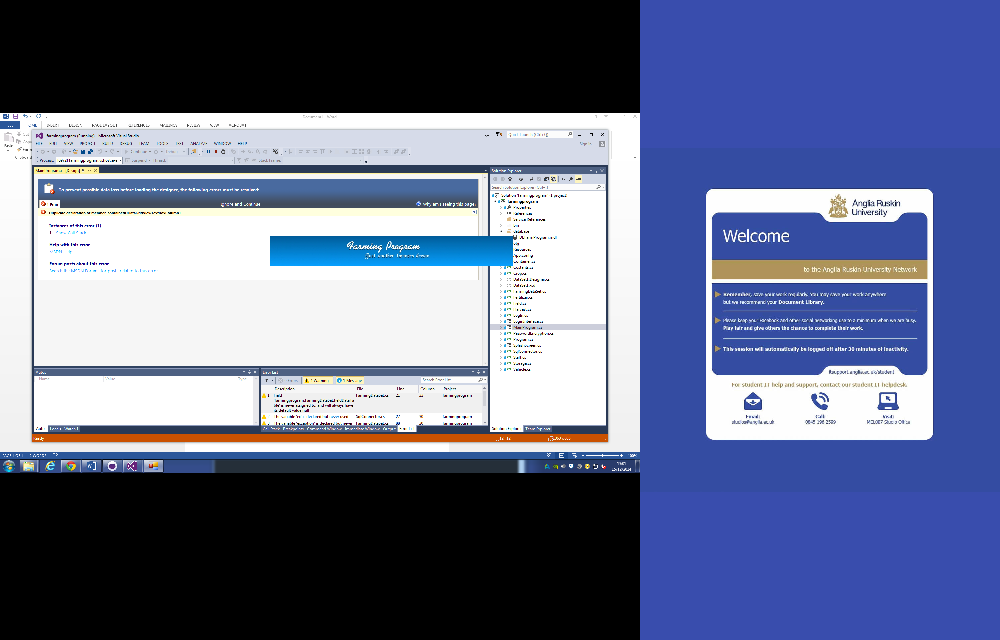 Document1 - Word
FILE HOME INSERT DESIGN PAGE LAYOUT REFERENCES MAILINGS REVIEW VIEW ACROBAT
Paste
Cut
Copy
Form
Clipboard
farmingprogram (Running) - Microsoft Visual Studio
9
Quick Launch (Ctrl+Q)
FILE EDIT VIEW PROJECT BUILD DEBUG TEAM TOOLS TEST ANALYZE WINDOW HELP
Sign in
Continue Debug
Process: [6972] farmingprogram.vshost.exe Suspend Thread: Stack Frame:
MainProgram.cs [Design]
To prevent possible data loss before loading the designer, the following errors must be resolved:
1 Error
Ignore and Continue
Why am I seeing this page?
Duplicate declaration of member 'containerIDDataGridViewTextBoxColumn1'
Instances of this error (1)
1. Show Call Stack
Help with this error
MSDN Help
Forum posts about this error
Search the MSDN Forums for posts related to this error
Farming Program
Just another farmers dream
Solution Explorer
Search Solution Explorer (Ctrl+;)
Solution 'farmingprogram' (1 project)
farmingprogram
Properties
References
Service References
bin
database
DbFarmProgram.mdf
obj
Resources
App.config
Container.cs
Costants.cs
Crop.cs
DataSet1.Designer.cs
DataSet1.xsd
FarmingDataSet.cs
Fertilizer.cs
Field.cs
Harvest.cs
LogIn.cs
LoginInterface.cs
MainProgram.cs
PasswordEncryption.cs
Program.cs
SplashScreen.cs
SqlConnector.cs
Staff.cs
Storage.cs
Vehicle.cs
Solution Explorer Team Explorer
Autos
Name Value Type
Autos Locals Watch 1
Error List
0 Errors 4 Warnings 1 Message
Search Error List
Description File Line Column Project
1 Field FarmingDataSet.cs 21 33 farmingprogram
'farmingprogram.FarmingDataSet.fieldDataTa
ble' is never assigned to, and will always have
its default value null
2 The variable 'ex' is declared but never used SqlConnector.cs 27 30 farmingprogram
3 The variable 'exception' is declared but never FarmingDataSet.cs 88 30 farmingprogram
Call Stack Breakpoints Command Window Immediate Window Output Error List
Ready
12 , 12
1363 x 685
PAGE 1 OF 1 2 WORDS
100%
13:01
15/12/2014
Anglia Ruskin
University
Welcome
to the Anglia Ruskin University Network
Remember, save your work regularly. You may save your work anywhere
but we recommend your Document Library.
Please keep your Facebook and other social networking use to a minimum when we are busy.
Play fair and give others the chance to complete their work.
This session will automatically be logged off after 30 minutes of inactivity.
itsupport.anglia.ac.uk/student
For student IT help and support, contact our student IT helpdesk.
Email:
studios@anglia.ac.uk
Call:
0845 196 2599
Visit:
MEL007 Studio Office